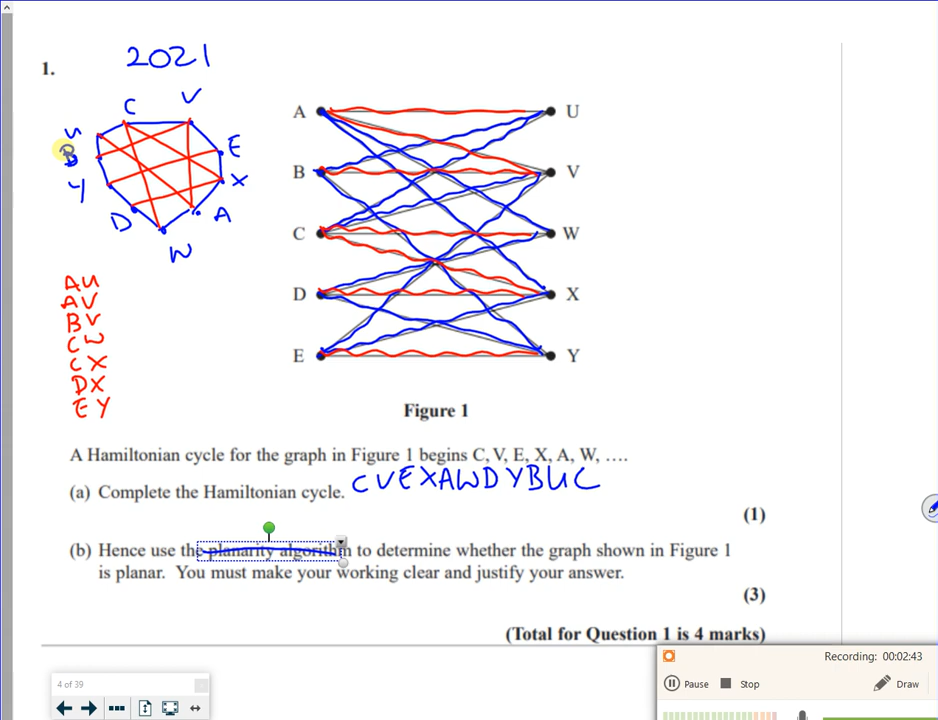 2021
1.
C V
U
B E
Y X
D A
W
A U
B V
C W
D X
E Y
AU
AV
BV
CW
CX
DX
EY
Figure 1
A Hamiltonian cycle for the graph in Figure 1 begins C, V, E, X, A, W, ….
(a) Complete the Hamiltonian cycle. CVEXAWDYBUC
(1)
(b) Hence use the planarity algorithm to determine whether the graph shown in Figure 1
is planar. You must make your working clear and justify your answer.
(3)
(Total for Question 1 is 4 marks)
Recording: 00:02:43
4 of 39
Pause Stop Draw